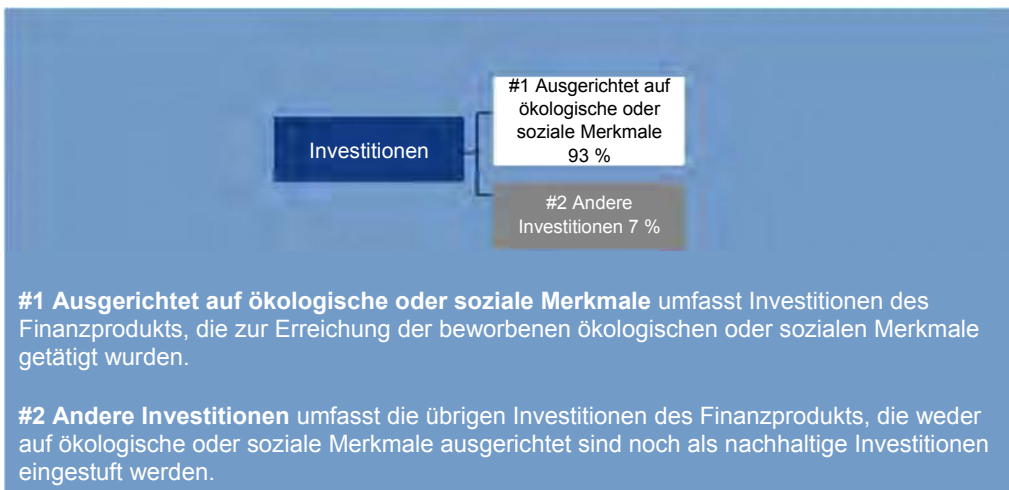 Investitionen
#1 Ausgerichtet auf
ökologische oder
soziale Merkmale
93 %
#2 Andere
Investitionen 7 %
#1 Ausgerichtet auf ökologische oder soziale Merkmale umfasst Investitionen des
Finanzprodukts, die zur Erreichung der beworbenen ökologischen oder sozialen Merkmale
getätigt wurden.
#2 Andere Investitionen umfasst die übrigen Investitionen des Finanzprodukts, die weder
auf ökologische oder soziale Merkmale ausgerichtet sind noch als nachhaltige Investitionen
eingestuft werden.